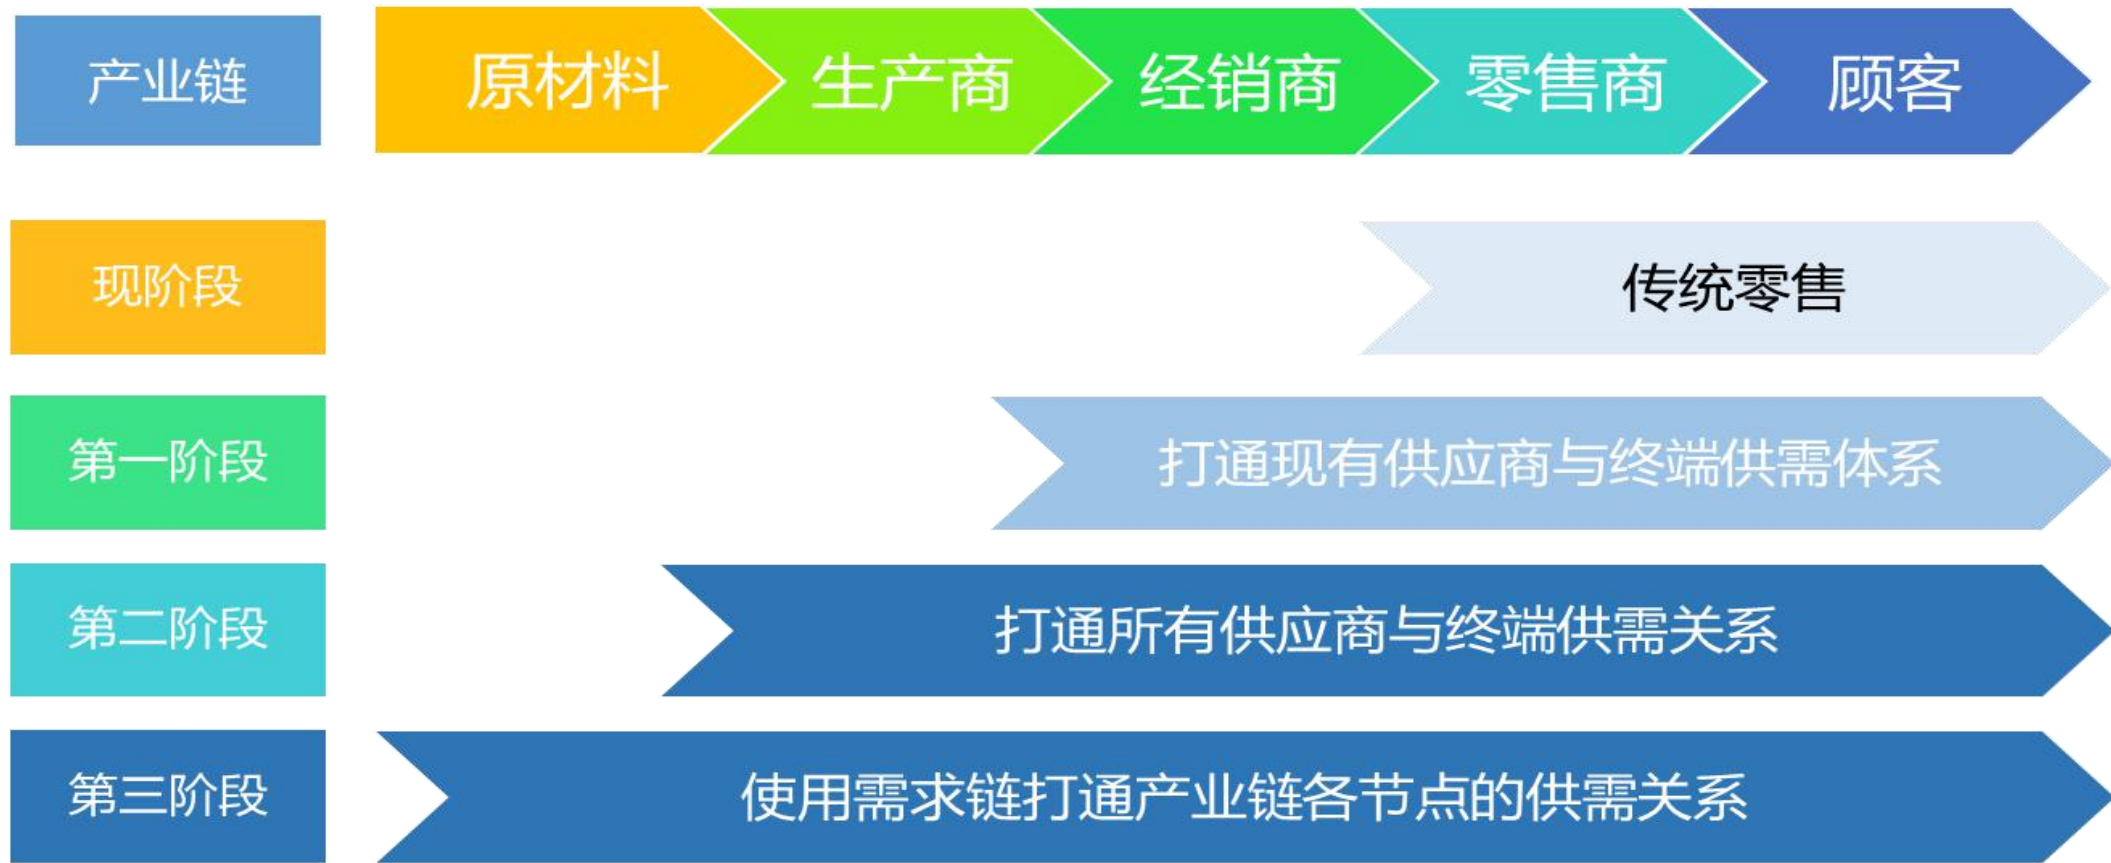 产业链
原材料
生产商
经销商
零售商
顾客
现阶段
传统零售
第一阶段
打通现有供应商与终端供需体系
第二阶段
打通所有供应商与终端供需关系
第三阶段
使用需求链打通产业链各节点的供需关系